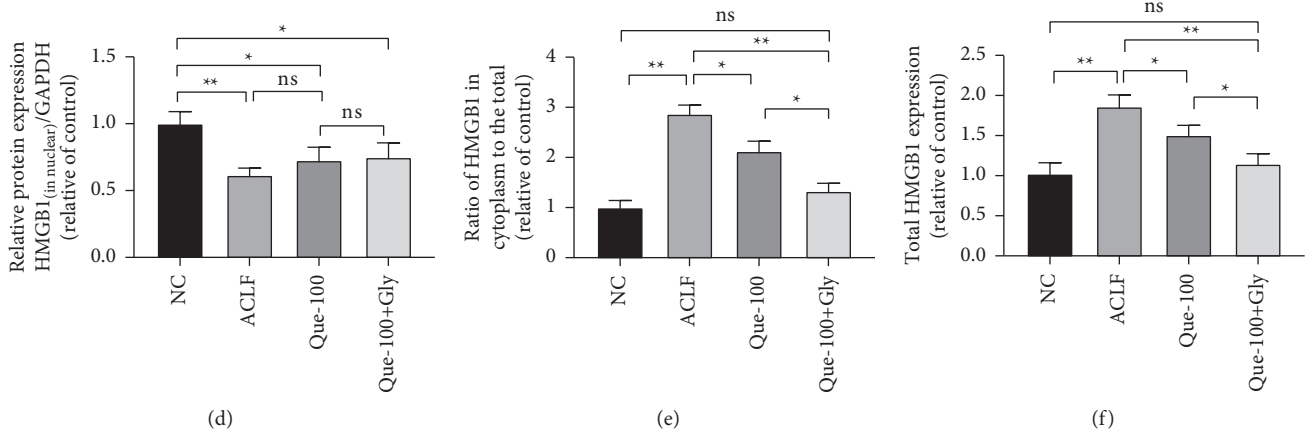 *
*
**
ns
ns
1.5
1.0
0.5
0.0
Relative protein expression
HMGB1(in nuclear)/GAPDH
(relative of control)
NC
ACLF
Que-100
Que-100+Gly
(d)
ns
**
**
*
*
4
3
2
1
0
Ratio of HMGB1 in
cytoplasm to the total
(relative of control)
NC
ACLF
Que-100
Que-100+Gly
(e)
ns
**
**
*
*
2.5
2.0
1.5
1.0
0.5
0.0
Total HMGB1 expression
(relative of control)
NC
ACLF
Que-100
Que-100+Gly
(f)